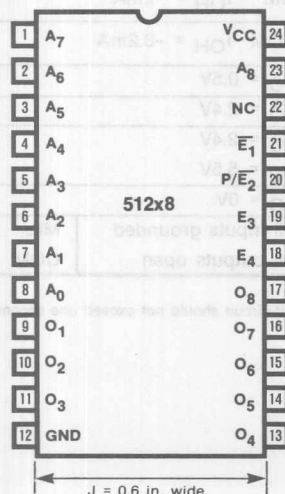 1 A7 VCC 24
2 A6 A8 23
3 A5 NC 22
4 A4 E̅1 21
5 A3 P/E̅2 20
512x8
6 A2 E3 19
7 A1 E4 18
8 A0 O8 17
9 O1 O7 16
10 O2 O6 15
11 O3 O5 14
12 GND O4 13
J = 0.6 in. wide